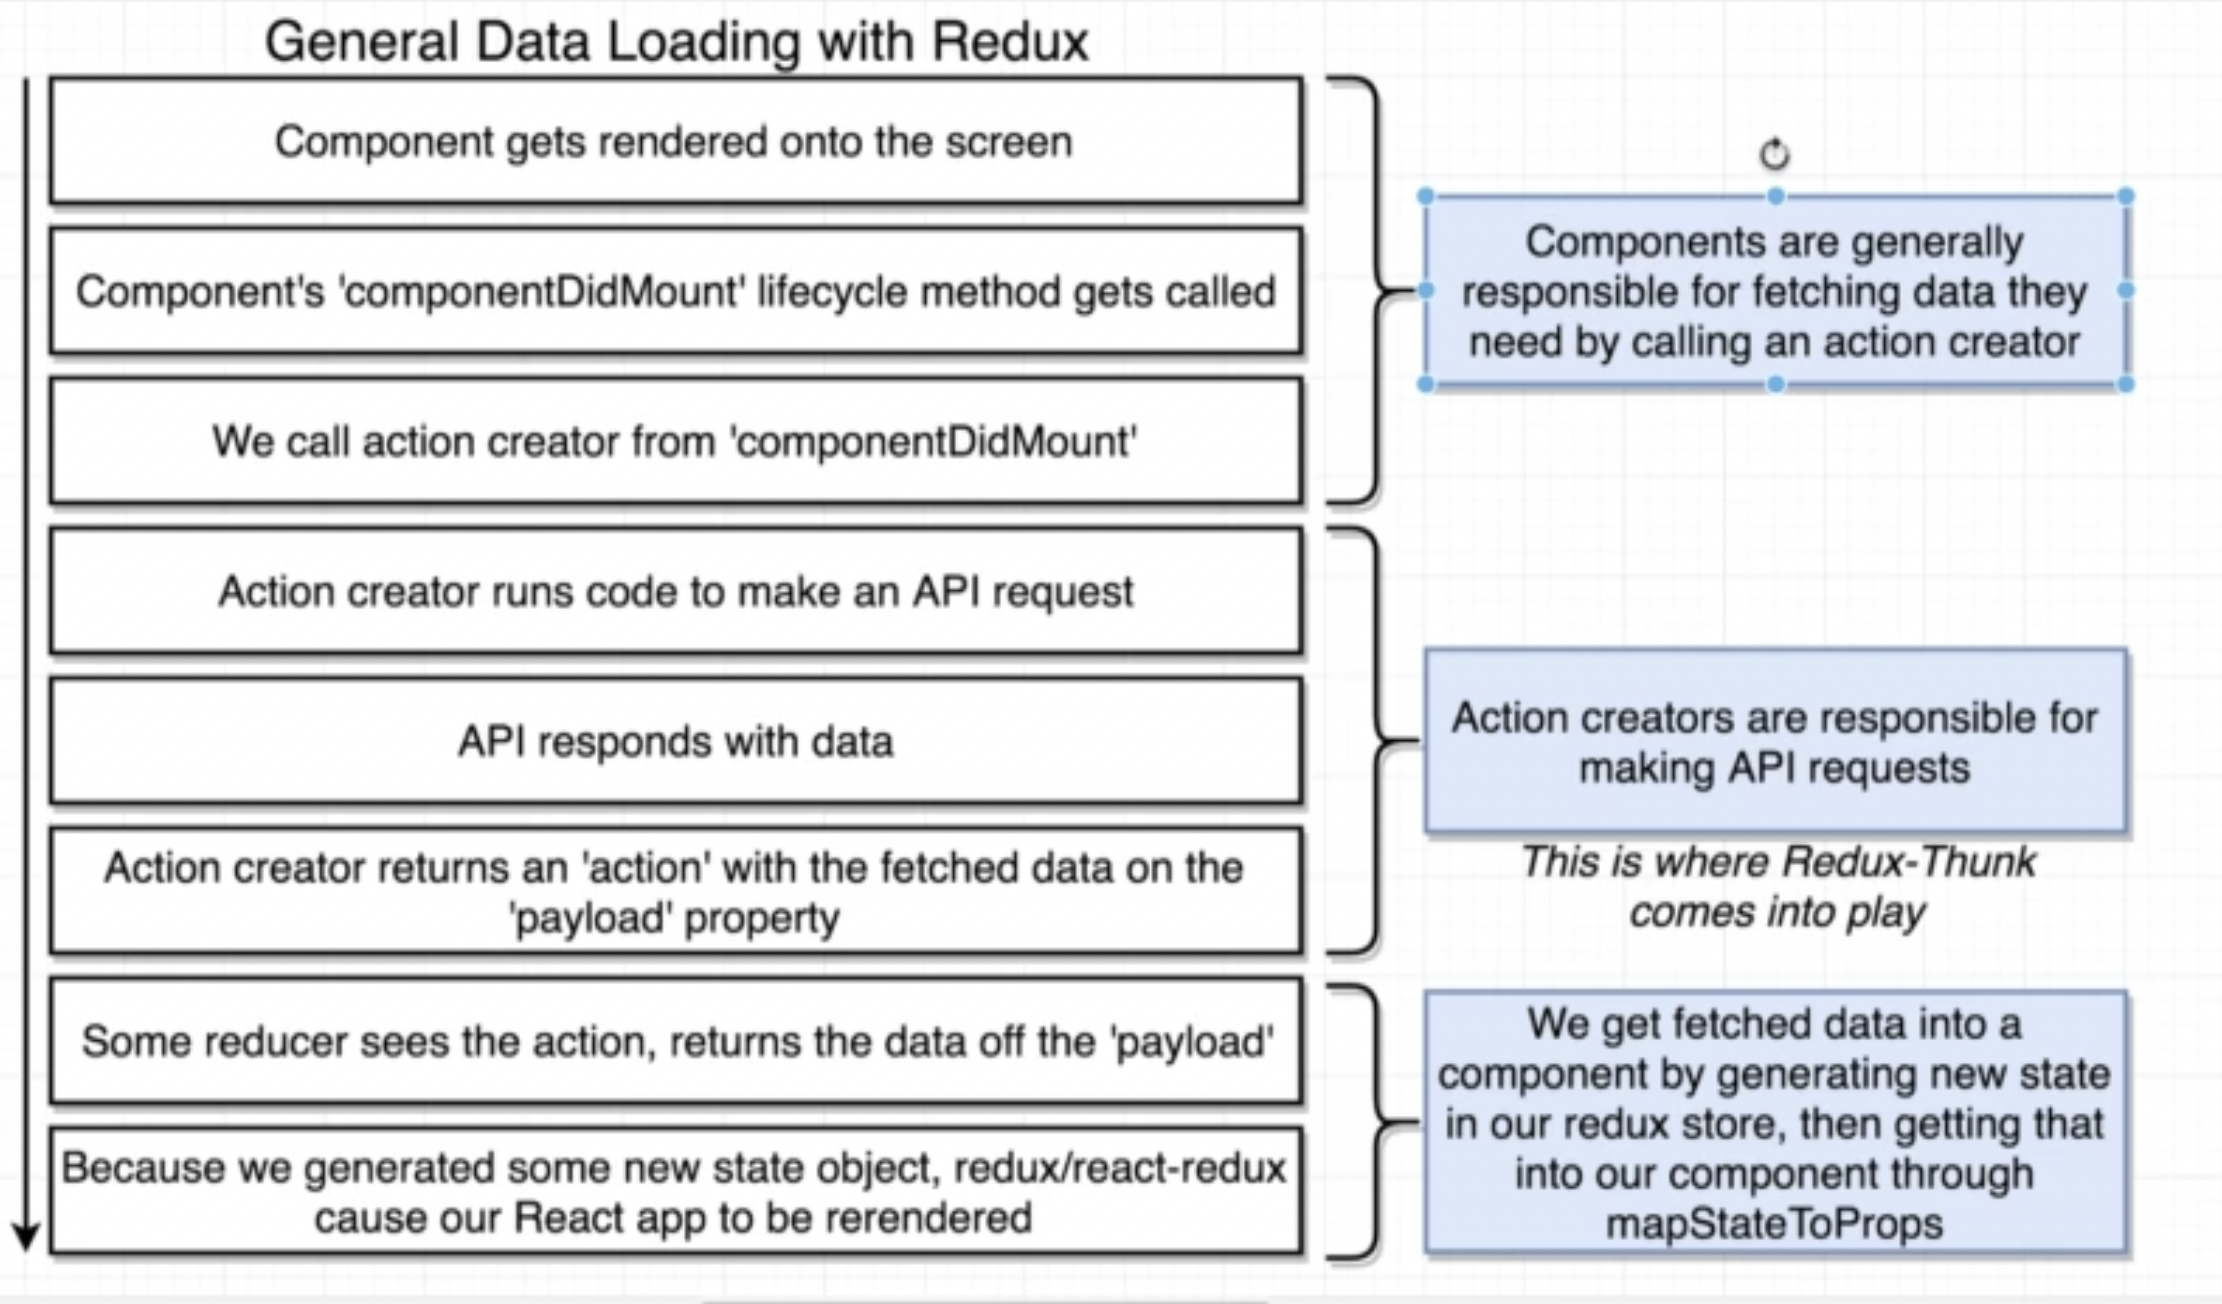 General Data Loading with Redux
Component gets rendered onto the screen
Component's 'componentDidMount' lifecycle method gets called
We call action creator from 'componentDidMount'
Components are generally
responsible for fetching data they
need by calling an action creator
Action creator runs code to make an API request
API responds with data
Action creator returns an 'action' with the fetched data on the
'payload' property
Action creators are responsible for
making API requests
This is where Redux-Thunk
comes into play
Some reducer sees the action, returns the data off the 'payload'
Because we generated some new state object, redux/react-redux
cause our React app to be rerendered
We get fetched data into a
component by generating new state
in our redux store, then getting that
into our component through
mapStateToProps